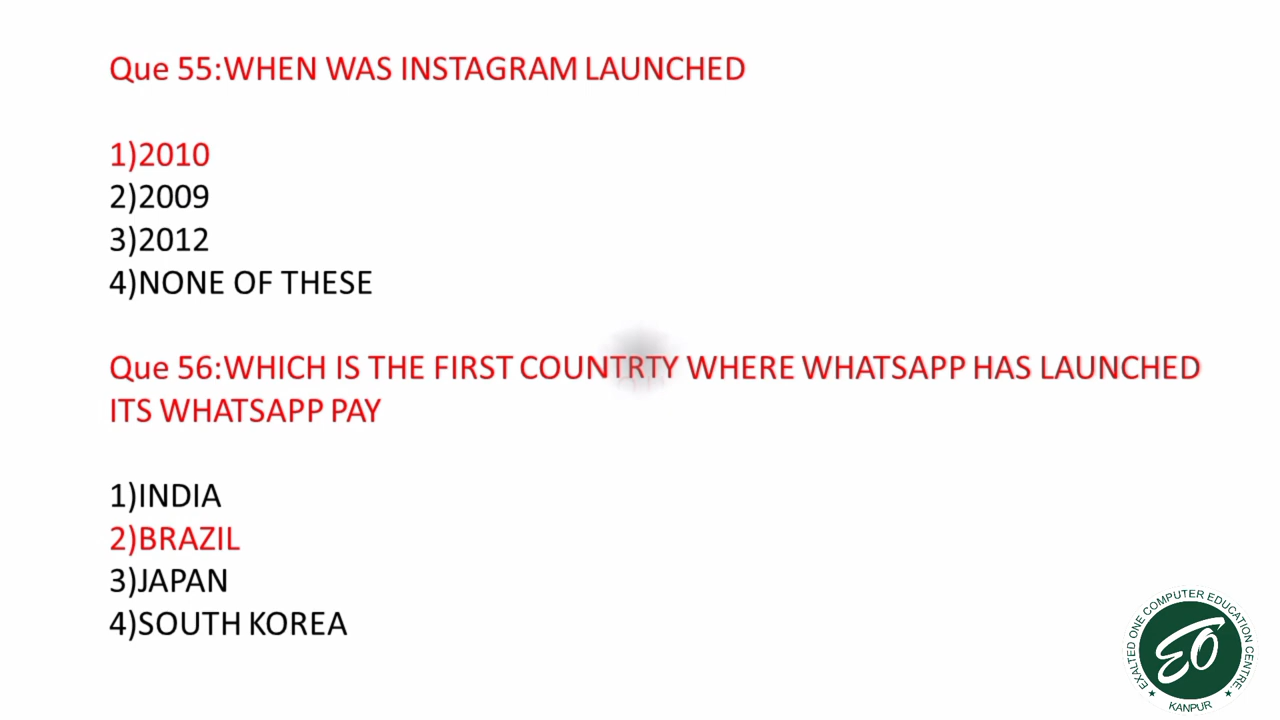 Que 55:WHEN WAS INSTAGRAM LAUNCHED
1)2010
2)2009
3)2012
4)NONE OF THESE
Que 56:WHICH IS THE FIRST COUNTRTY WHERE WHATSAPP HAS LAUNCHED
ITS WHATSAPP PAY
1)INDIA
2)BRAZIL
3)JAPAN
4)SOUTH KOREA
EXALTED ONE COMPUTER EDUCATION CENTRE,
EO
KANPUR